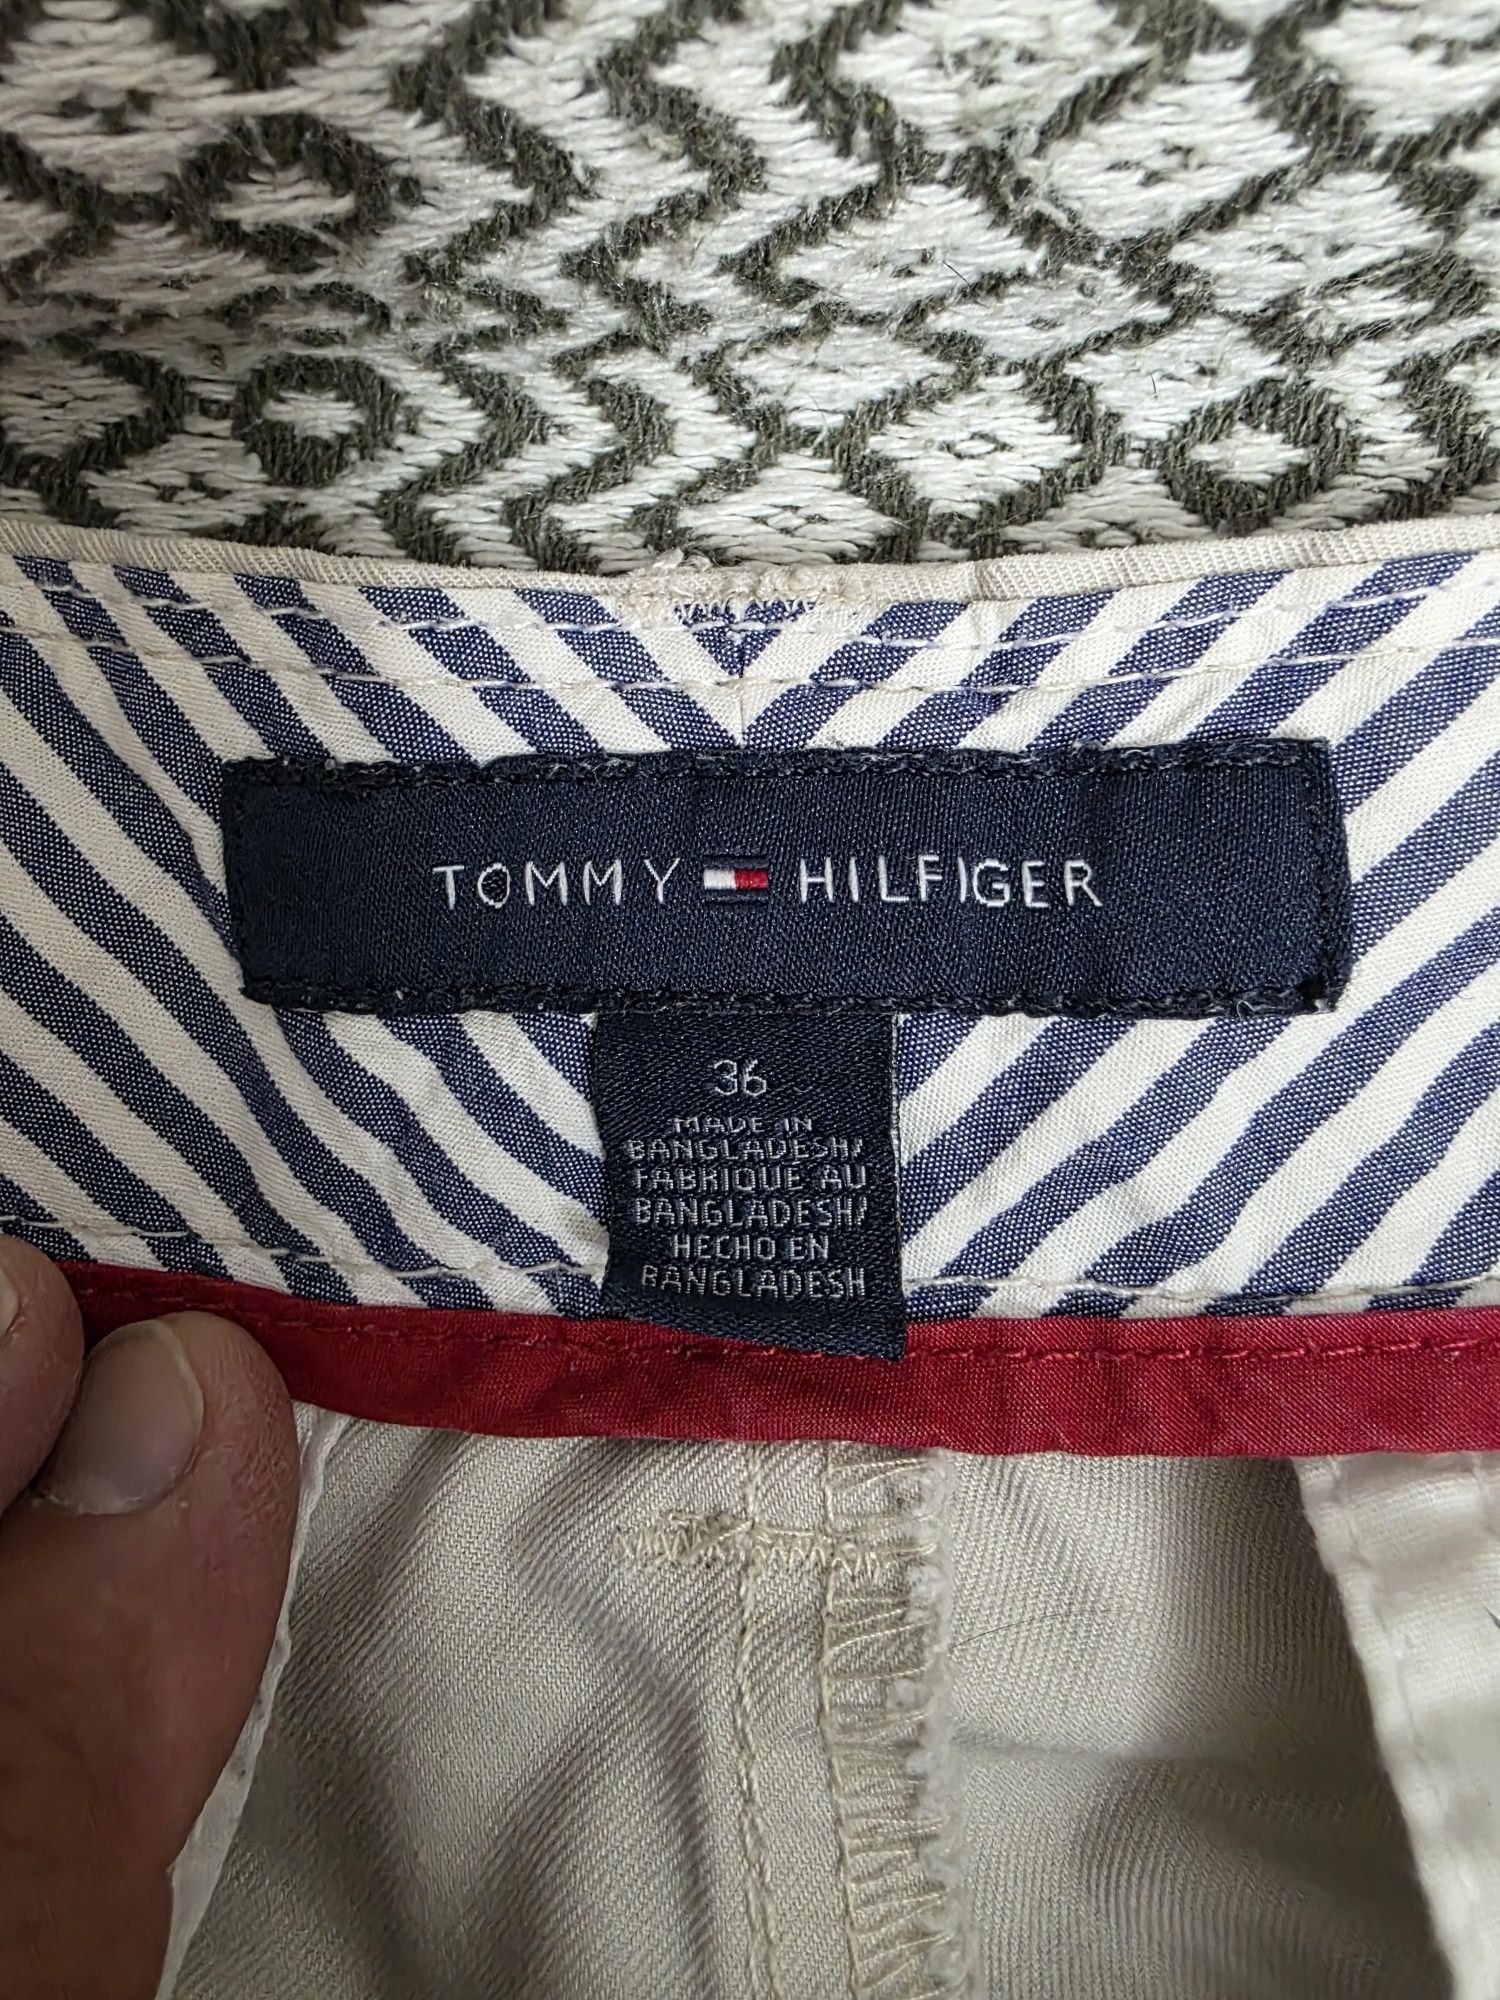 TOMMY HILFIGER
36
MADE IN
BANGLADESH/
FABRIQUE AU
BANGLADESH/
HECHO EN
BANGLADESH